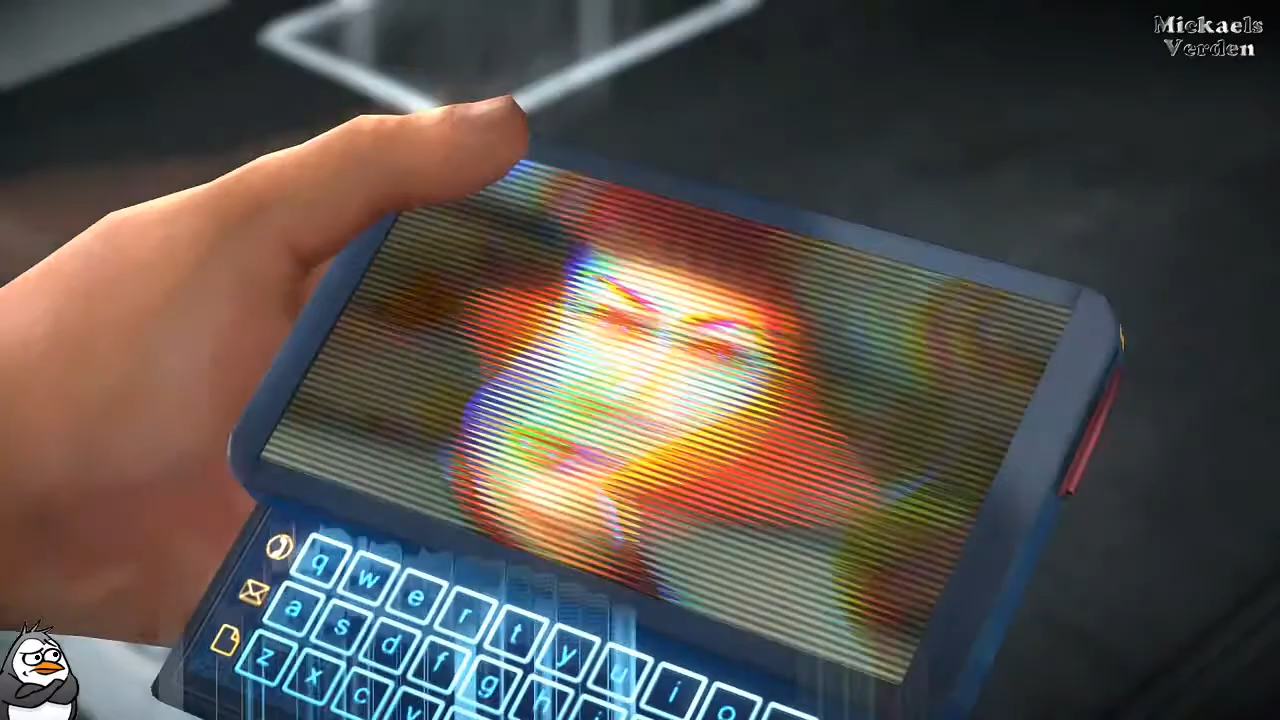 Mickaels
Verden
q w e r t y u i o
a s d f g h
z x c v